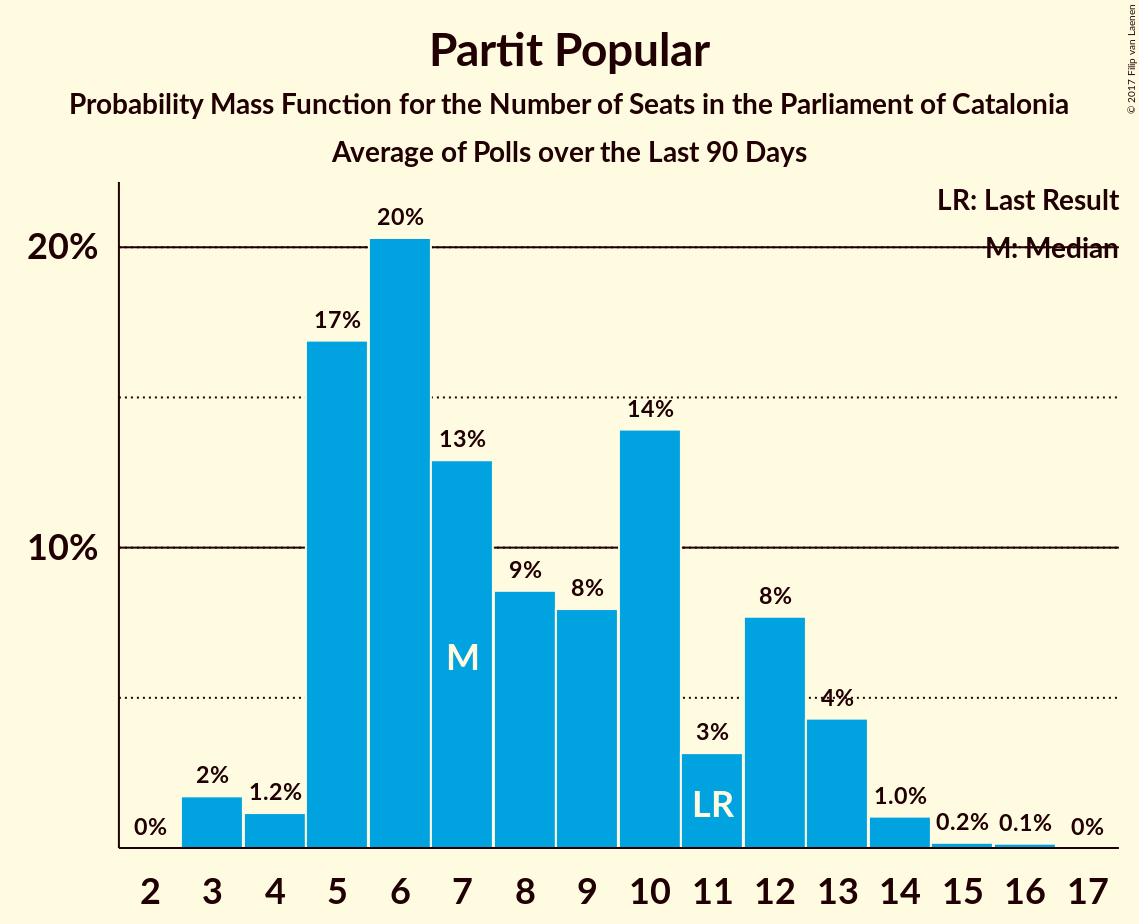 Partit Popular
Probability Mass Function for the Number of Seats in the Parliament of Catalonia
Average of Polls over the Last 90 Days
© 2017 Filip van Laenen
LR: Last Result
M: Median
20%
10%
0%
2%
1.2%
17%
20%
13%
9%
8%
14%
3%
8%
4%
1.0%
0.2%
0.1%
0%
M
LR
2 3 4 5 6 7 8 9 10 11 12 13 14 15 16 17